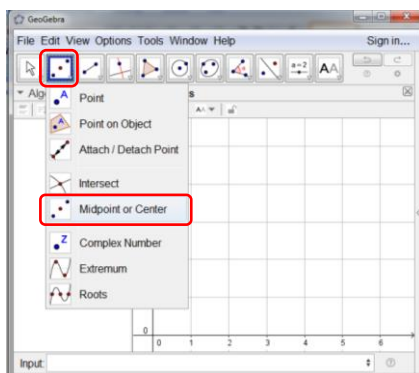 GeoGebra
File Edit View Options Tools Window Help Sign in...
a=2 AA
A Point
Point on Object
Attach / Detach Point
Intersect
Midpoint or Center
Z Complex Number
Extremum
Roots
0
0 1 2 3 4 5 6
Input: